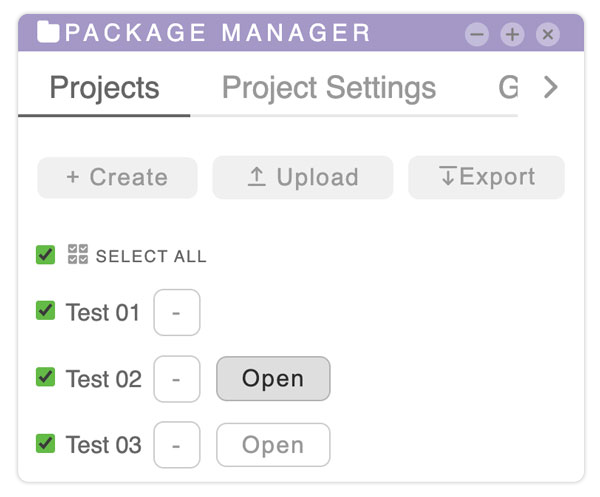 PACKAGE MANAGER
Projects Project Settings G
+ Create Upload Export
SELECT ALL
Test 01 -
Test 02 - Open
Test 03 - Open